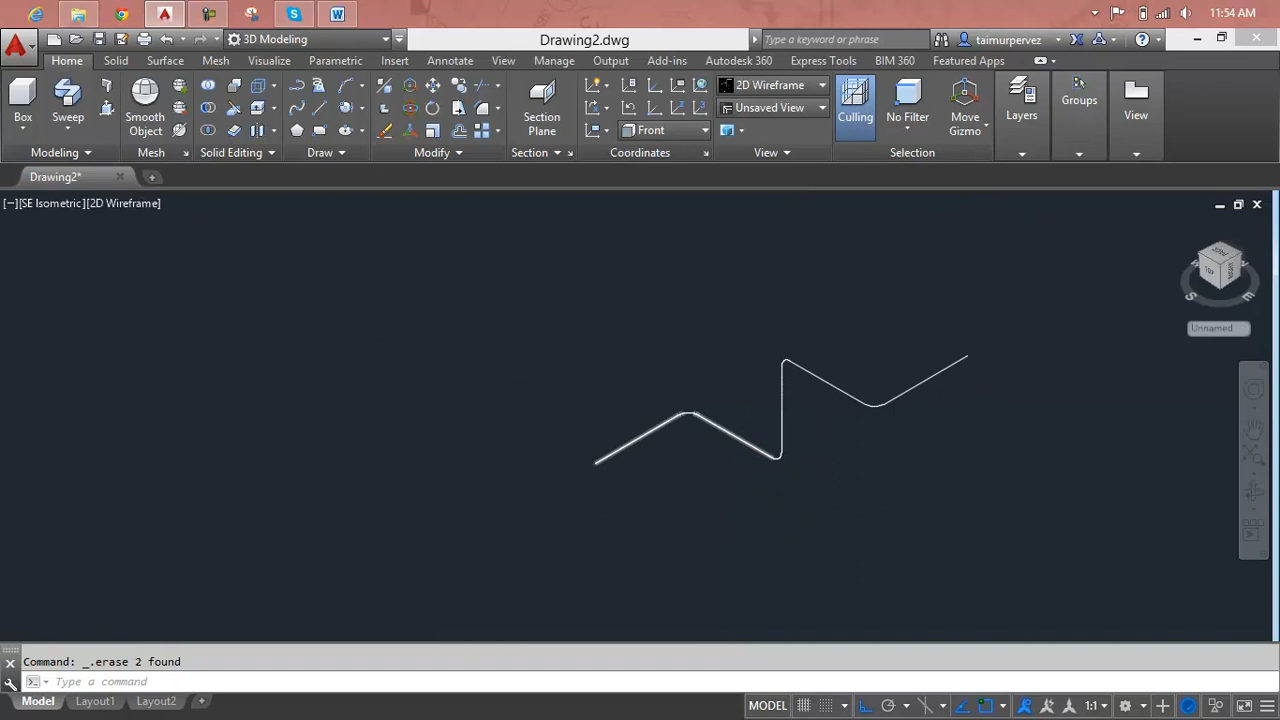 11:54 AM
3D Modeling
Drawing2.dwg
Type a keyword or phrase
taimurpervez
Home Solid Surface Mesh Visualize Parametric Insert Annotate View Manage Output Add-ins Autodesk 360 Express Tools BIM 360 Featured Apps
Box
Sweep
Smooth Object
Section Plane
2D Wireframe
Unsaved View
Front
Culling
No Filter
Move Gizmo
Layers
Groups
View
Modeling Mesh Solid Editing Draw Modify Section Coordinates View Selection
Drawing2*
[−][SE Isometric][2D Wireframe]
S E
Unnamed
Command: _.erase 2 found
Type a command
Model Layout1 Layout2 +
MODEL 1:1